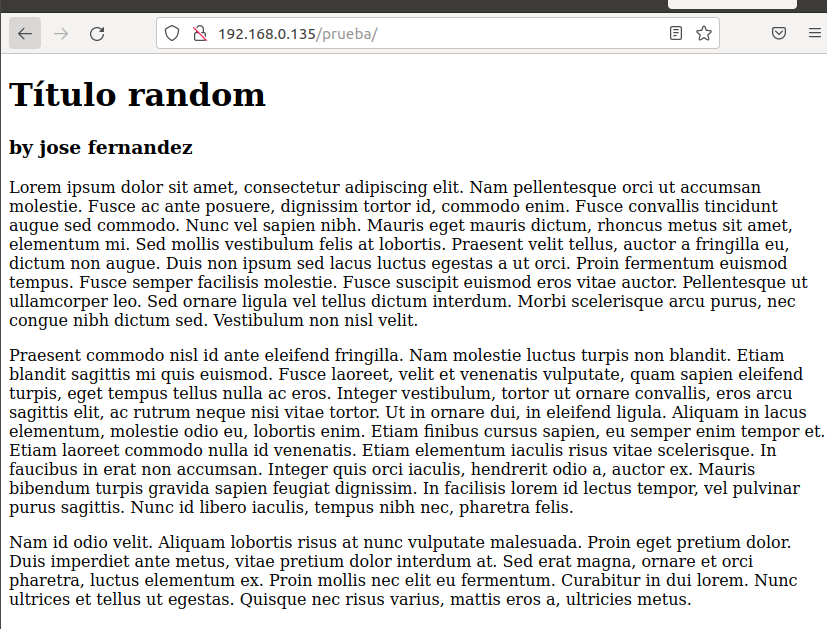 192.168.0.135/prueba/
Título random
by jose fernandez
Lorem ipsum dolor sit amet, consectetur adipiscing elit. Nam pellentesque orci ut accumsan
molestie. Fusce ac ante posuere, dignissim tortor id, commodo enim. Fusce convallis tincidunt
augue sed commodo. Nunc vel sapien nibh. Mauris eget mauris dictum, rhoncus metus sit amet,
elementum mi. Sed mollis vestibulum felis at lobortis. Praesent velit tellus, auctor a fringilla eu,
dictum non augue. Duis non ipsum sed lacus luctus egestas a ut orci. Proin fermentum euismod
tempus. Fusce semper facilisis molestie. Fusce suscipit euismod eros vitae auctor. Pellentesque ut
ullamcorper leo. Sed ornare ligula vel tellus dictum interdum. Morbi scelerisque arcu purus, nec
congue nibh dictum sed. Vestibulum non nisl velit.
Praesent commodo nisl id ante eleifend fringilla. Nam molestie luctus turpis non blandit. Etiam
blandit sagittis mi quis euismod. Fusce laoreet, velit et venenatis vulputate, quam sapien eleifend
turpis, eget tempus tellus nulla ac eros. Integer vestibulum, tortor ut ornare convallis, eros arcu
sagittis elit, ac rutrum neque nisi vitae tortor. Ut in ornare dui, in eleifend ligula. Aliquam in lacus
elementum, molestie odio eu, lobortis enim. Etiam finibus cursus sapien, eu semper enim tempor et.
Etiam laoreet commodo nulla id venenatis. Etiam elementum iaculis risus vitae scelerisque. In
faucibus in erat non accumsan. Integer quis orci iaculis, hendrerit odio a, auctor ex. Mauris
bibendum turpis gravida sapien feugiat dignissim. In facilisis lorem id lectus tempor, vel pulvinar
purus sagittis. Nunc id libero iaculis, tempus nibh nec, pharetra felis.
Nam id odio velit. Aliquam lobortis risus at nunc vulputate malesuada. Proin eget pretium dolor.
Duis imperdiet ante metus, vitae pretium dolor interdum at. Sed erat magna, ornare et orci
pharetra, luctus elementum ex. Proin mollis nec elit eu fermentum. Curabitur in dui lorem. Nunc
ultrices et tellus ut egestas. Quisque nec risus varius, mattis eros a, ultricies metus.